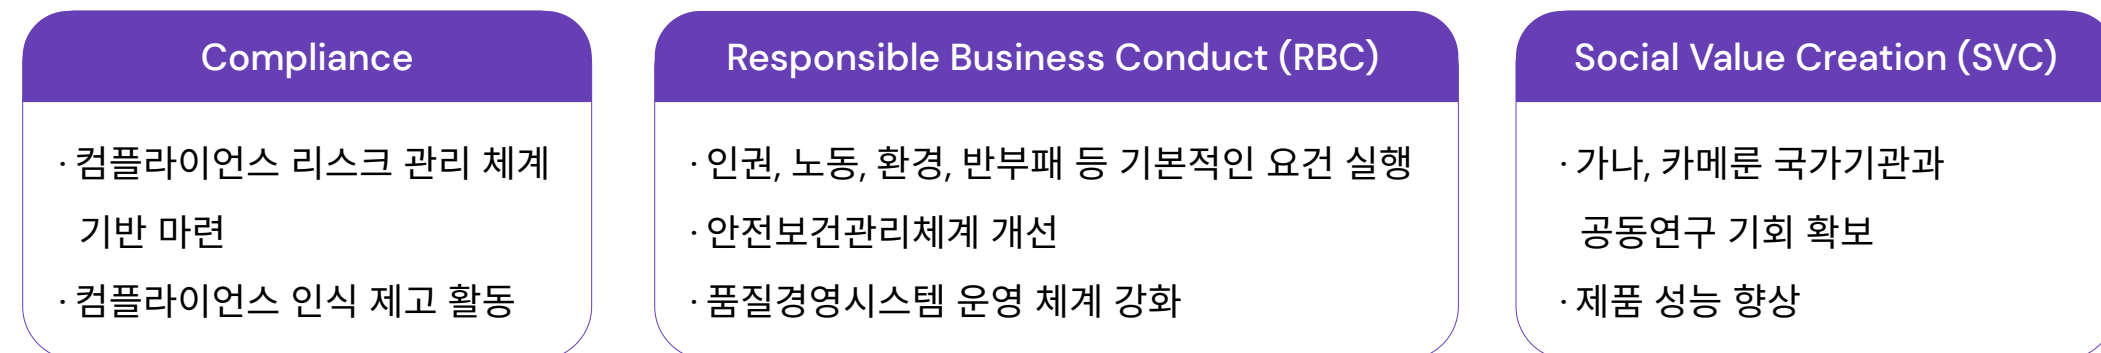 Compliance
· 컴플라이언스 리스크 관리 체계
기반 마련
· 컴플라이언스 인식 제고 활동
Responsible Business Conduct (RBC)
· 인권, 노동, 환경, 반부패 등 기본적인 요건 실행
· 안전보건관리체계 개선
· 품질경영시스템 운영 체계 강화
Social Value Creation (SVC)
· 가나, 카메룬 국가기관과
공동연구 기회 확보
· 제품 성능 향상